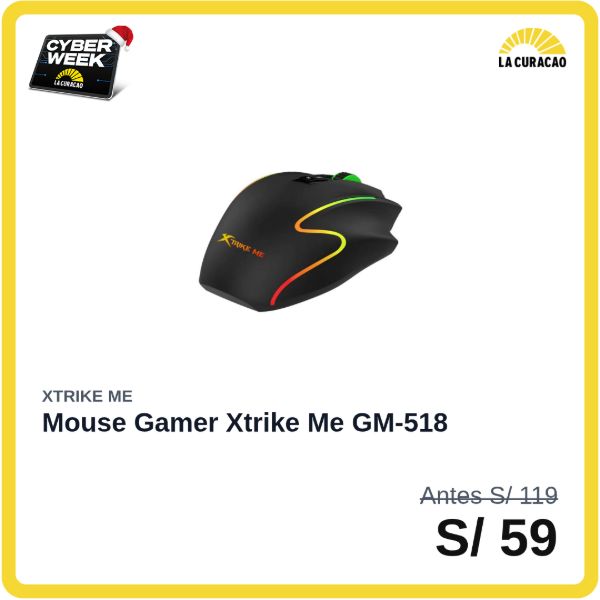 CYBER
WEEK
LA CURACAO
LA CURACAO
XTRIKE ME
XTRIKE ME
Mouse Gamer Xtrike Me GM-518
Antes S/ 119
S/ 59